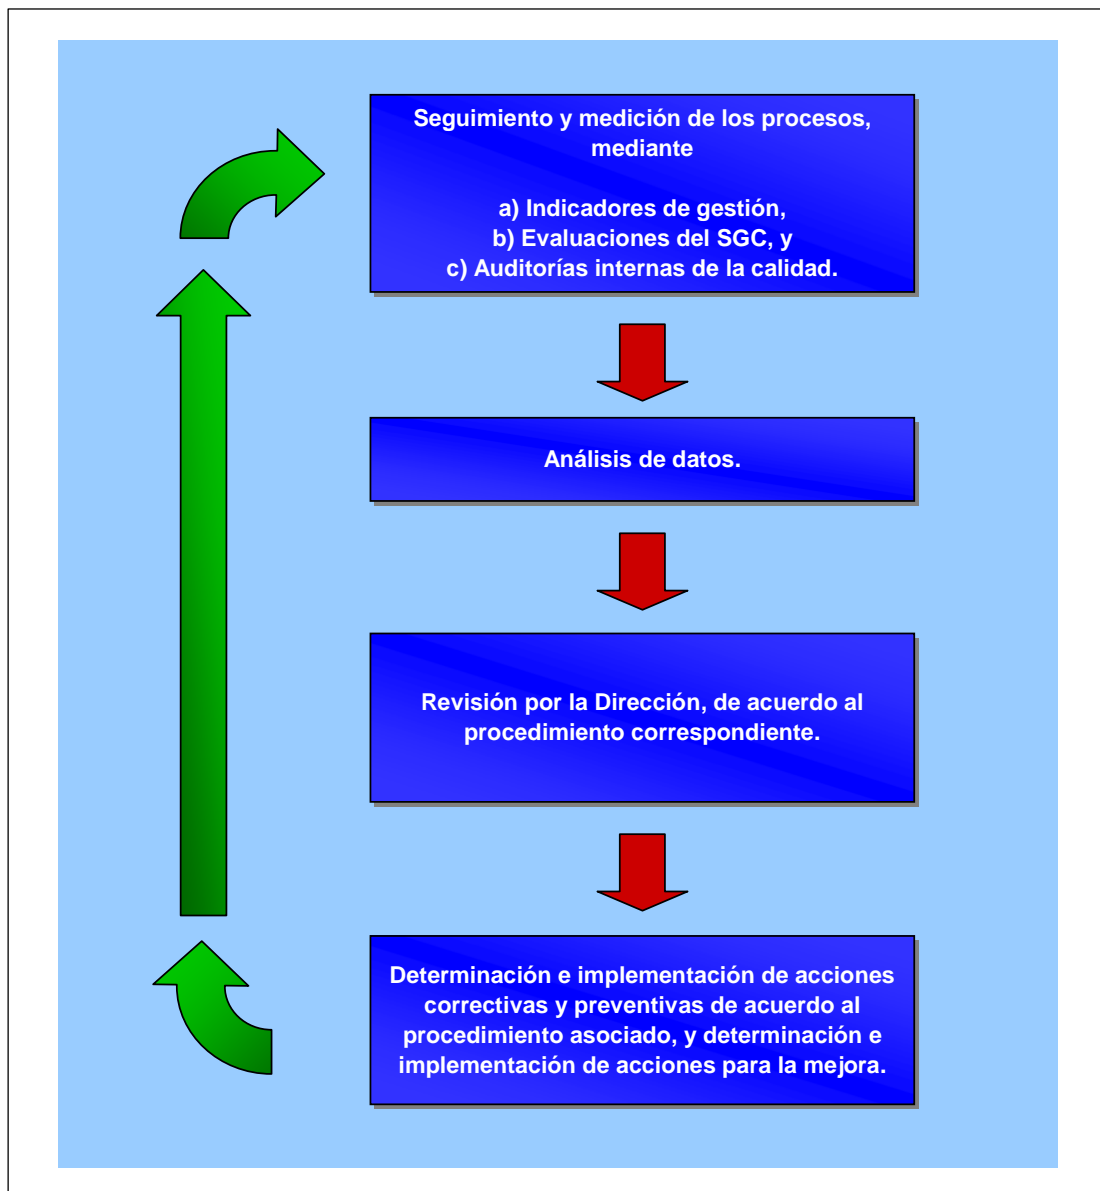 Seguimiento y medición de los procesos,
mediante
a) Indicadores de gestión,
b) Evaluaciones del SGC, y
c) Auditorías internas de la calidad.
Análisis de datos.
Revisión por la Dirección, de acuerdo al
procedimiento correspondiente.
Determinación e implementación de acciones
correctivas y preventivas de acuerdo al
procedimiento asociado, y determinación e
implementación de acciones para la mejora.